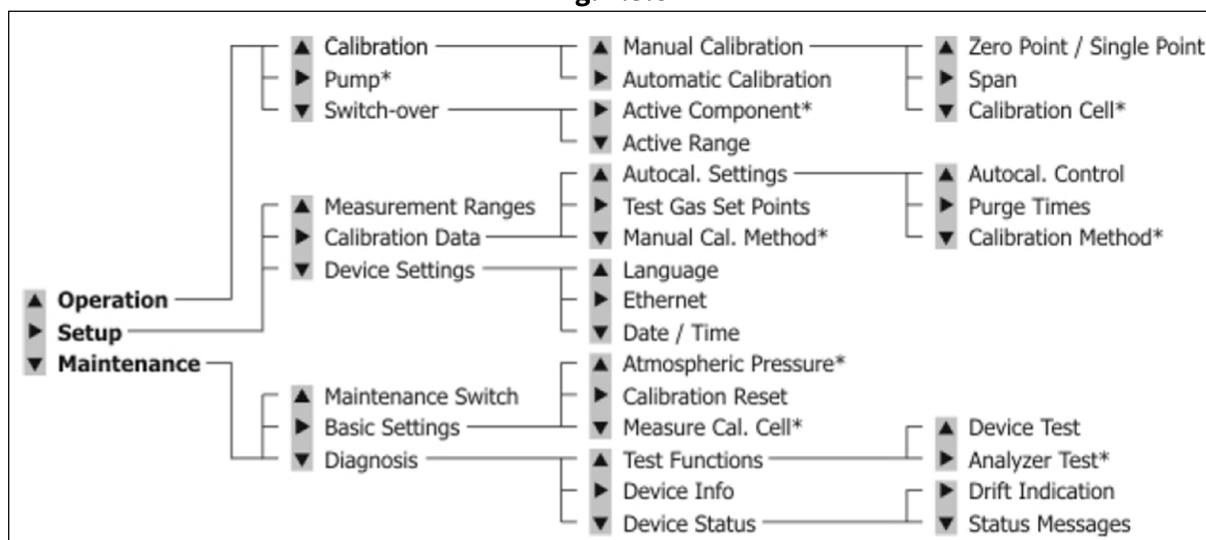 ▲ Calibration ▲ Manual Calibration ▲ Zero Point / Single Point
▶ Pump* ▶ Automatic Calibration ▶ Span
▼ Switch-over ▶ Active Component* ▼ Calibration Cell*
▼ Active Range
▲ Autocal. Settings ▲ Autocal. Control
▲ Measurement Ranges ▶ Test Gas Set Points ▶ Purge Times
▶ Calibration Data ▼ Manual Cal. Method* ▼ Calibration Method*
▼ Device Settings ▲ Language
▲ Operation ▶ Ethernet
▶ Setup ▼ Date / Time
▼ Maintenance ▲ Atmospheric Pressure*
▲ Maintenance Switch ▶ Calibration Reset
▶ Basic Settings ▼ Measure Cal. Cell* ▲ Device Test
▼ Diagnosis ▲ Test Functions ▶ Analyzer Test*
▶ Device Info ▶ Drift Indication
▼ Device Status ▼ Status Messages